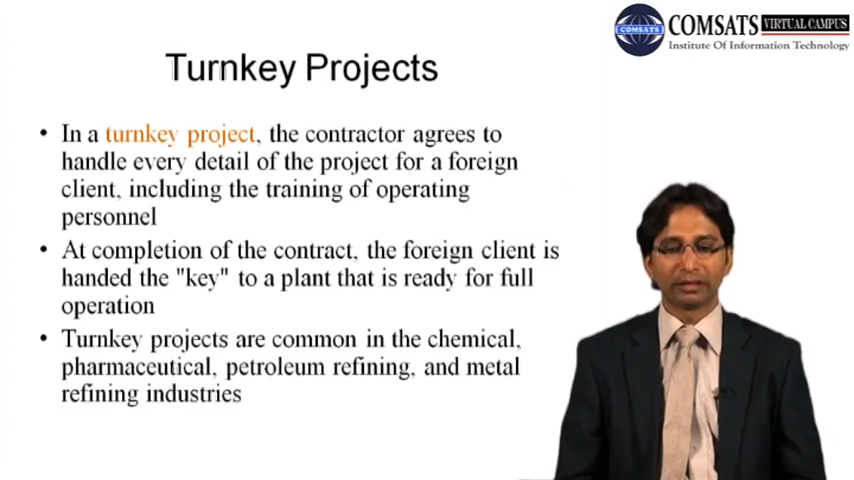 COMSATS VIRTUAL CAMPUS
COMSATS
Institute Of Information Technology
Turnkey Projects
• In a turnkey project, the contractor agrees to
handle every detail of the project for a foreign
client, including the training of operating
personnel
• At completion of the contract, the foreign client is
handed the "key" to a plant that is ready for full
operation
• Turnkey projects are common in the chemical,
pharmaceutical, petroleum refining, and metal
refining industries